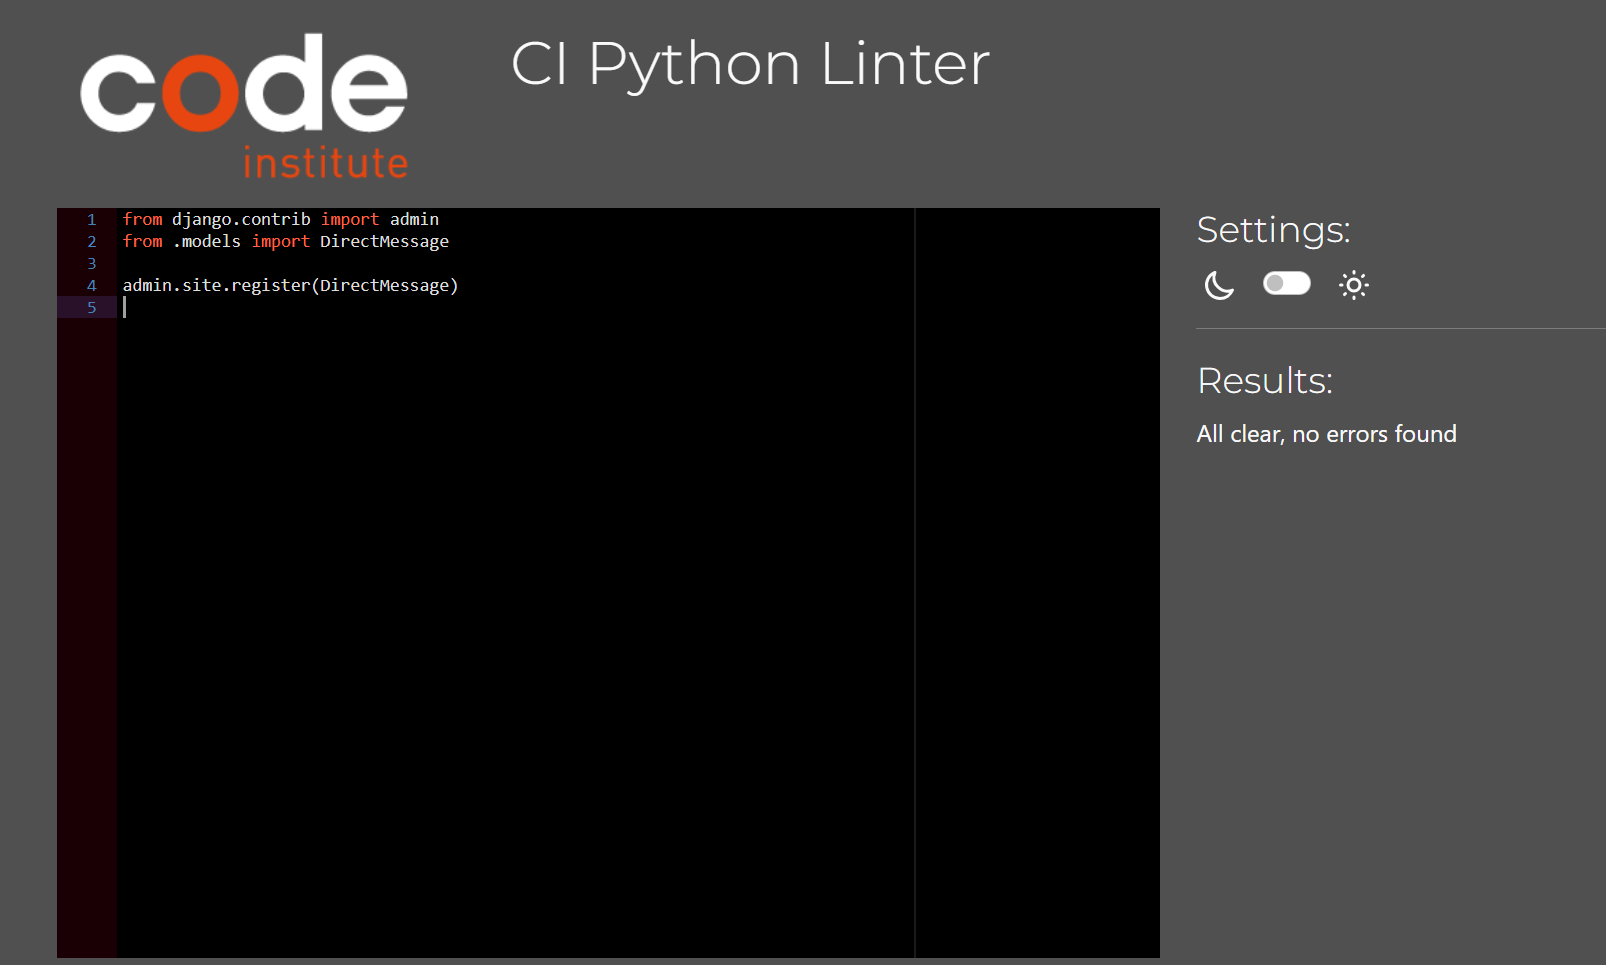 code
institute
CI Python Linter
1 from django.contrib import admin
2 from .models import DirectMessage
3
4 admin.site.register(DirectMessage)
5
Settings:
Results:
All clear, no errors found